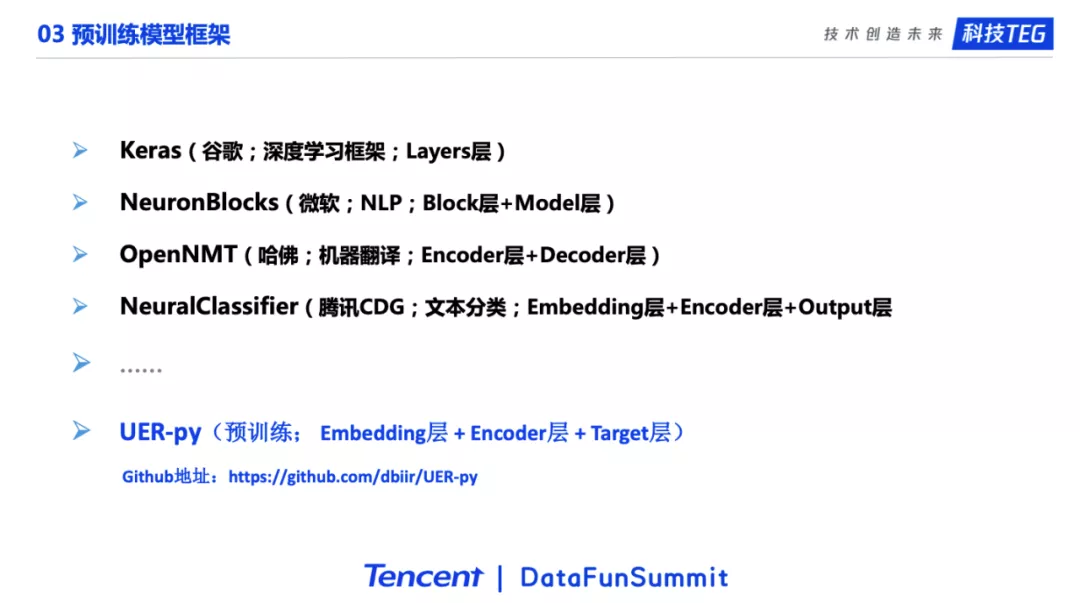 03 预训练模型框架
技术创造未来 科技TEG
Keras（谷歌；深度学习框架；Layers层）
NeuronBlocks（微软；NLP；Block层+Model层）
OpenNMT（哈佛；机器翻译；Encoder层+Decoder层）
NeuralClassifier（腾讯CDG；文本分类；Embedding层+Encoder层+Output层
......
UER-py（预训练； Embedding层 + Encoder层 + Target层）
Github地址：https://github.com/dbiir/UER-py
Tencent | DataFunSummit